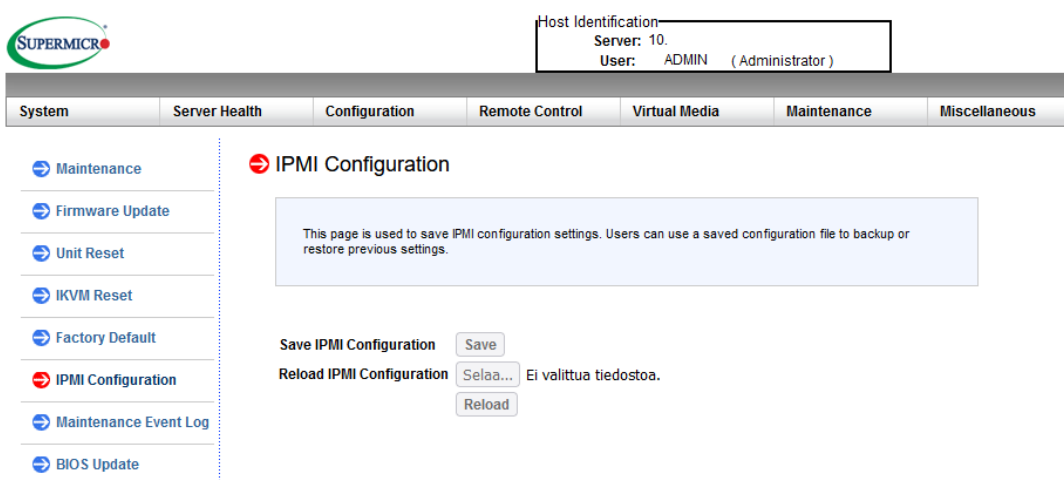 SUPERMICRO
Host Identification
Server: 10.
User: ADMIN ( Administrator )
System Server Health Configuration Remote Control Virtual Media Maintenance Miscellaneous
Maintenance
Firmware Update
Unit Reset
IKVM Reset
Factory Default
IPMI Configuration
Maintenance Event Log
BIOS Update
IPMI Configuration
This page is used to save IPMI configuration settings. Users can use a saved configuration file to backup or
restore previous settings.
Save IPMI Configuration Save
Reload IPMI Configuration Selaa... Ei valittua tiedostoa.
Reload